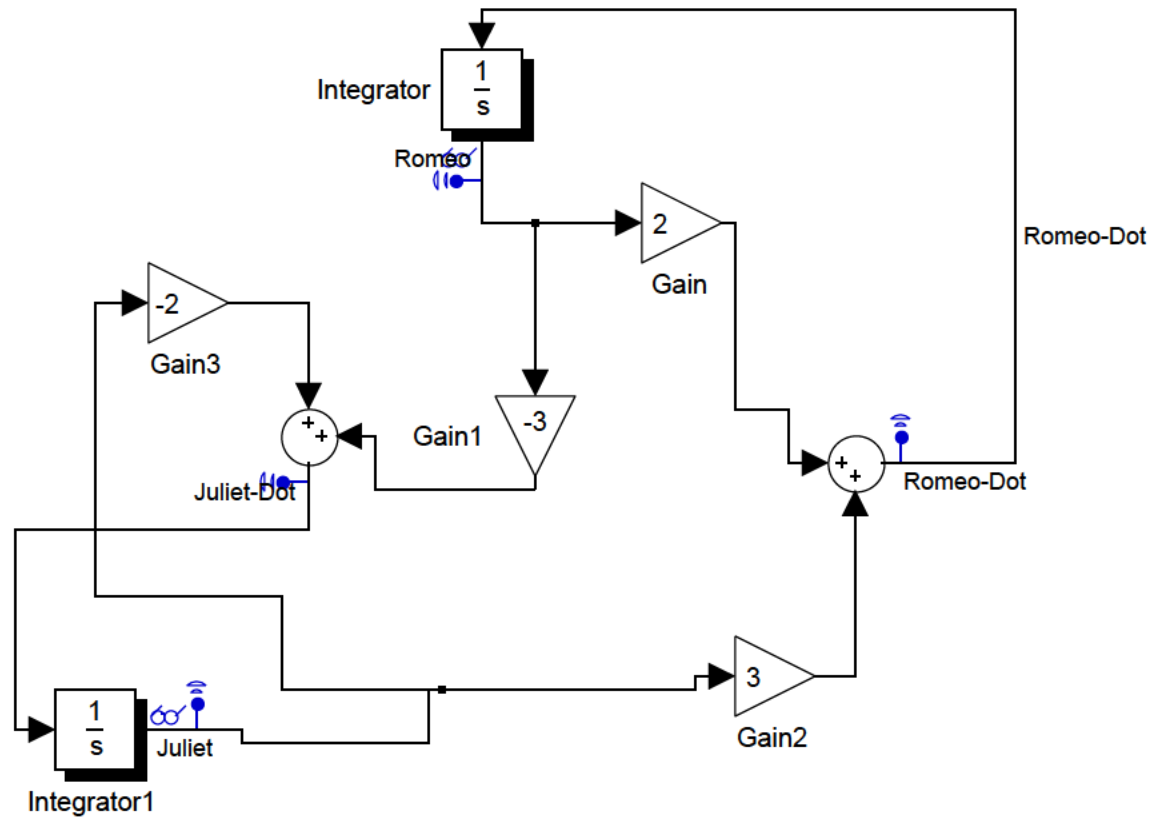 1
s
Integrator
Romeo
2
Gain
Romeo-Dot
-2
Gain3
-3
Gain1
+
+
Juliet-Dot
+
+
Romeo-Dot
3
Gain2
1
s
Juliet
Integrator1